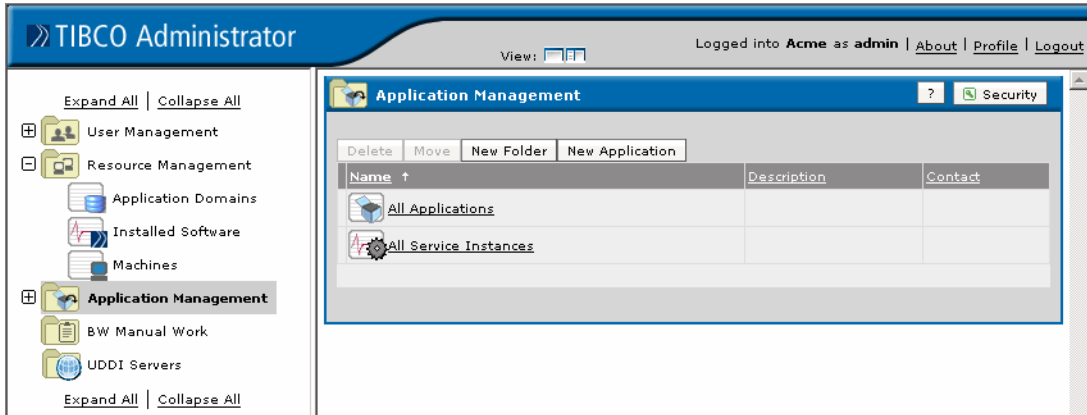 TIBCO Administrator
View:
Logged into Acme as admin | About | Profile | Logout
Expand All | Collapse All
User Management
Resource Management
Application Domains
Installed Software
Machines
Application Management
BW Manual Work
UDDI Servers
Expand All | Collapse All
Application Management
? Security
Delete Move New Folder New Application
Name ↑ Description Contact
All Applications
All Service Instances